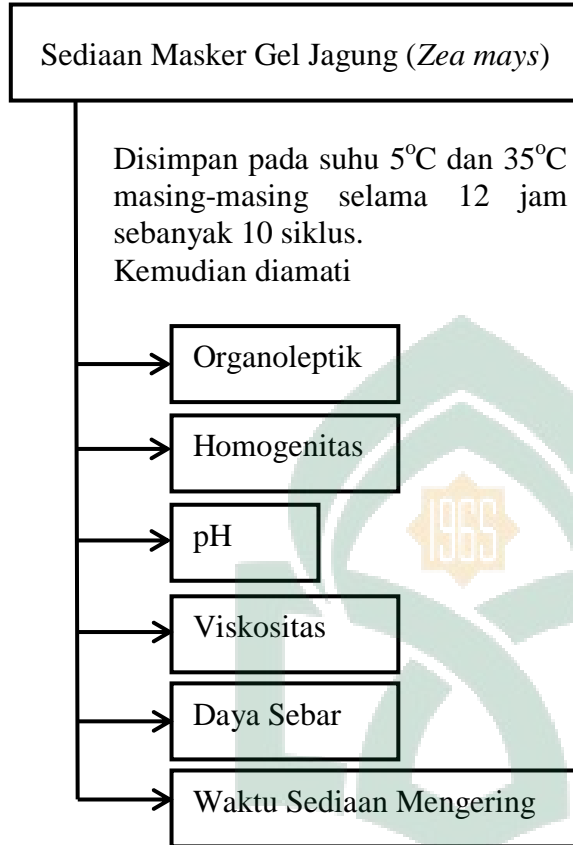 Sediaan Masker Gel Jagung (Zea mays)
Disimpan pada suhu 5°C dan 35°C
masing-masing selama 12 jam
sebanyak 10 siklus.
Kemudian diamati
Organoleptik
Homogenitas
1965
pH
Viskositas
Daya Sebar
Waktu Sediaan Mengering